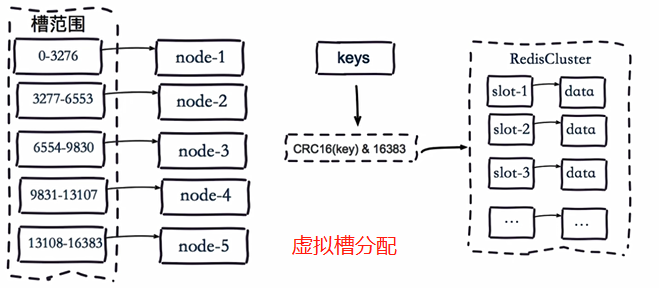 槽范围
0-3276
node-1
3277-6553
node-2
6554-9830
node-3
9831-13107
node-4
13108-16383
node-5
keys
CRC16(key) & 16383
虚拟槽分配
RedisCluster
slot-1
data
slot-2
data
slot-3
data
...
...